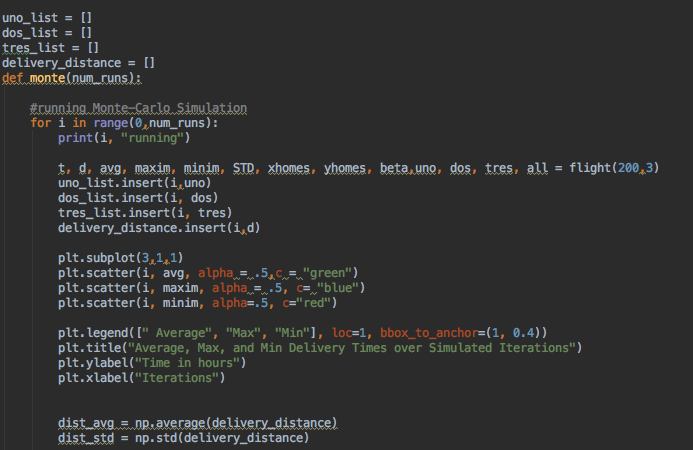 uno_list = []
dos_list = []
tres_list = []
delivery_distance = []
def monte(num_runs):
    #running Monte-Carlo Simulation
    for i in range(0,num_runs):
        print(i, "running")
        t, d, avg, maxim, minim, STD, xhomes, yhomes, beta,uno, dos, tres, all = flight(200,3)
        uno_list.insert(i,uno)
        dos_list.insert(i, dos)
        tres_list.insert(i, tres)
        delivery_distance.insert(i,d)
        plt.subplot(3,1,1)
        plt.scatter(i, avg, alpha = .5,c = "green")
        plt.scatter(i, maxim, alpha = .5, c= "blue")
        plt.scatter(i, minim, alpha=.5, c="red")
        plt.legend([" Average", "Max", "Min"], loc=1, bbox_to_anchor=(1, 0.4))
        plt.title("Average, Max, and Min Delivery Times over Simulated Iterations")
        plt.ylabel("Time in hours")
        plt.xlabel("Iterations")
        dist_avg = np.average(delivery_distance)
        dist_std = np.std(delivery_distance)